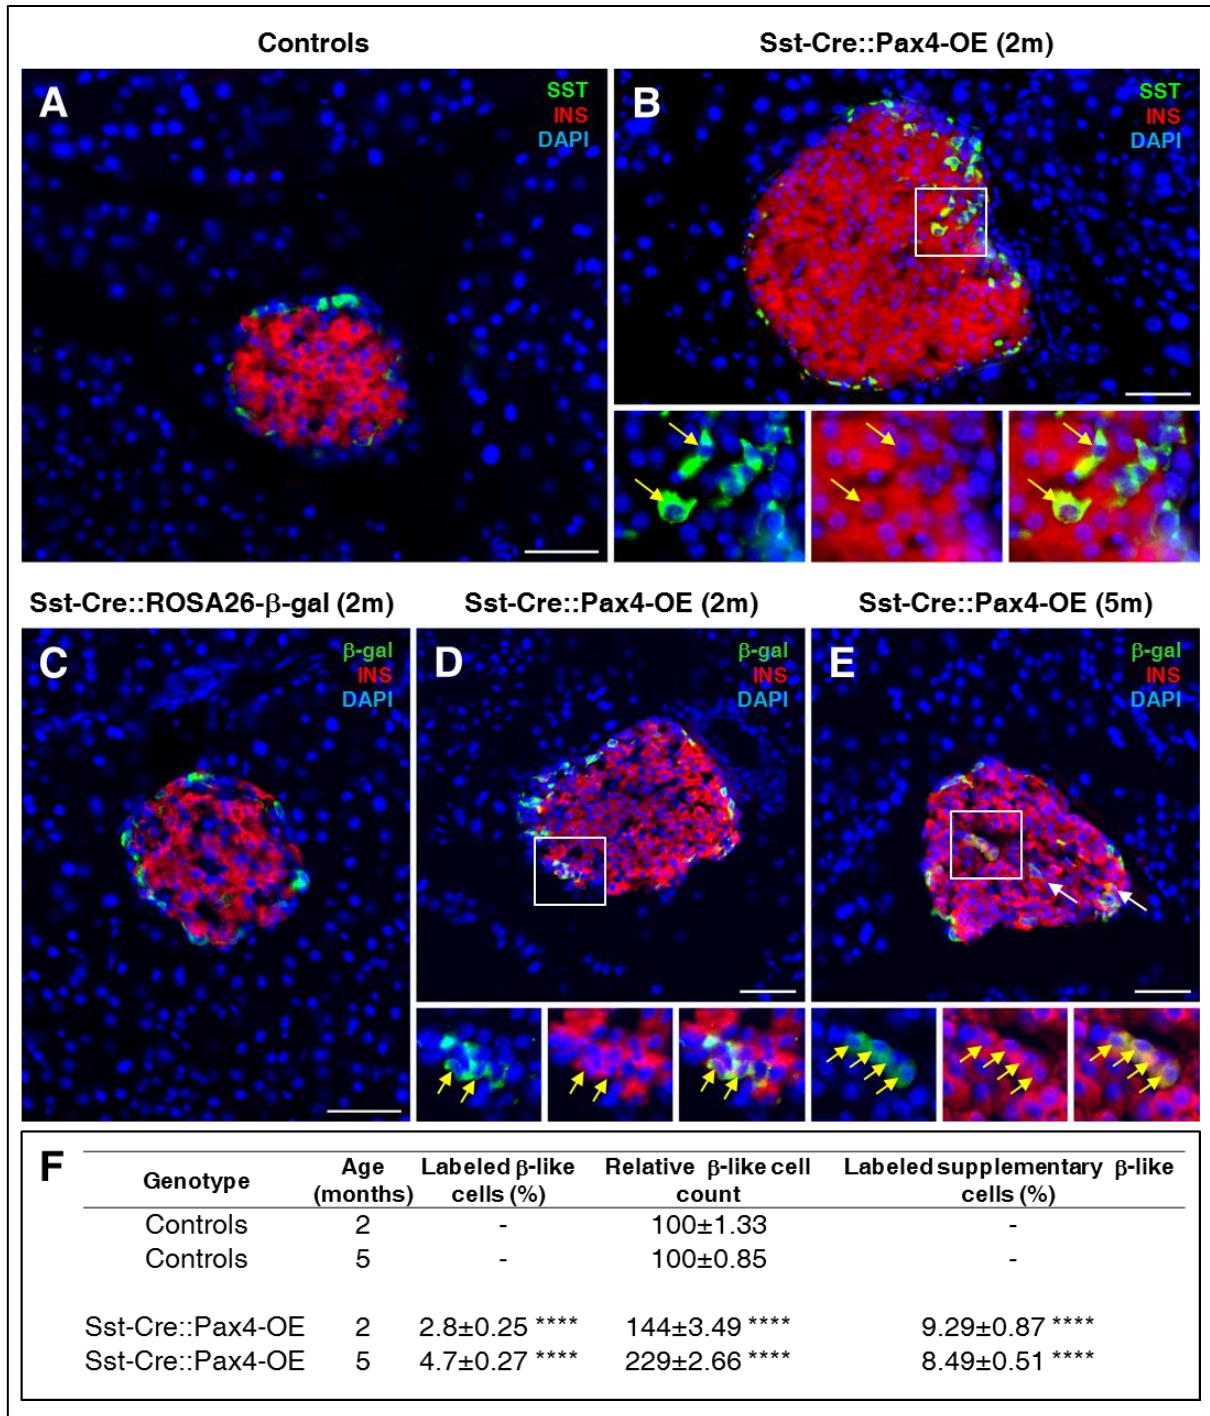 Controls
Sst-Cre::Pax4-OE (2m)
A
SST
INS
DAPI
B
SST
INS
DAPI
Sst-Cre::ROSA26-β-gal (2m)
Sst-Cre::Pax4-OE (2m)
Sst-Cre::Pax4-OE (5m)
C
β-gal
INS
DAPI
D
β-gal
INS
DAPI
E
β-gal
INS
DAPI
F
Genotype Age (months) Labeled β-like cells (%) Relative β-like cell count Labeled supplementary β-like cells (%)
Controls 2 - 100±1.33 -
Controls 5 - 100±0.85 -
Sst-Cre::Pax4-OE 2 2.8±0.25 **** 144±3.49 **** 9.29±0.87 ****
Sst-Cre::Pax4-OE 5 4.7±0.27 **** 229±2.66 **** 8.49±0.51 ****